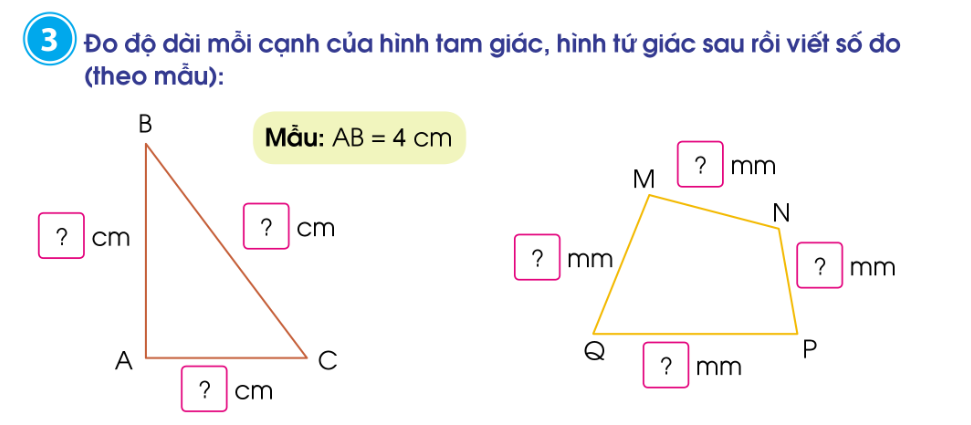 3 Đo độ dài mỗi cạnh của hình tam giác, hình tứ giác sau rồi viết số đo
(theo mẫu):
B
Mẫu: AB = 4 cm
? cm
? cm
A
C
? cm
M
? mm
N
? mm
? mm
Q
P
? mm